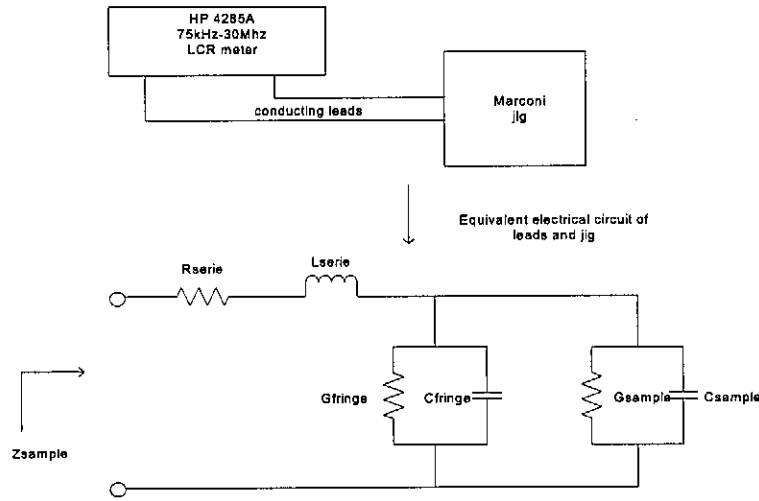 HP 4285A
75kHz-30Mhz
LCR meter
conducting leads
Marconi
jig
Equivalent electrical circuit of
leads and jig
Rserie
Lserie
Gfringe
Cfringe
Gsample
Csample
Zsample